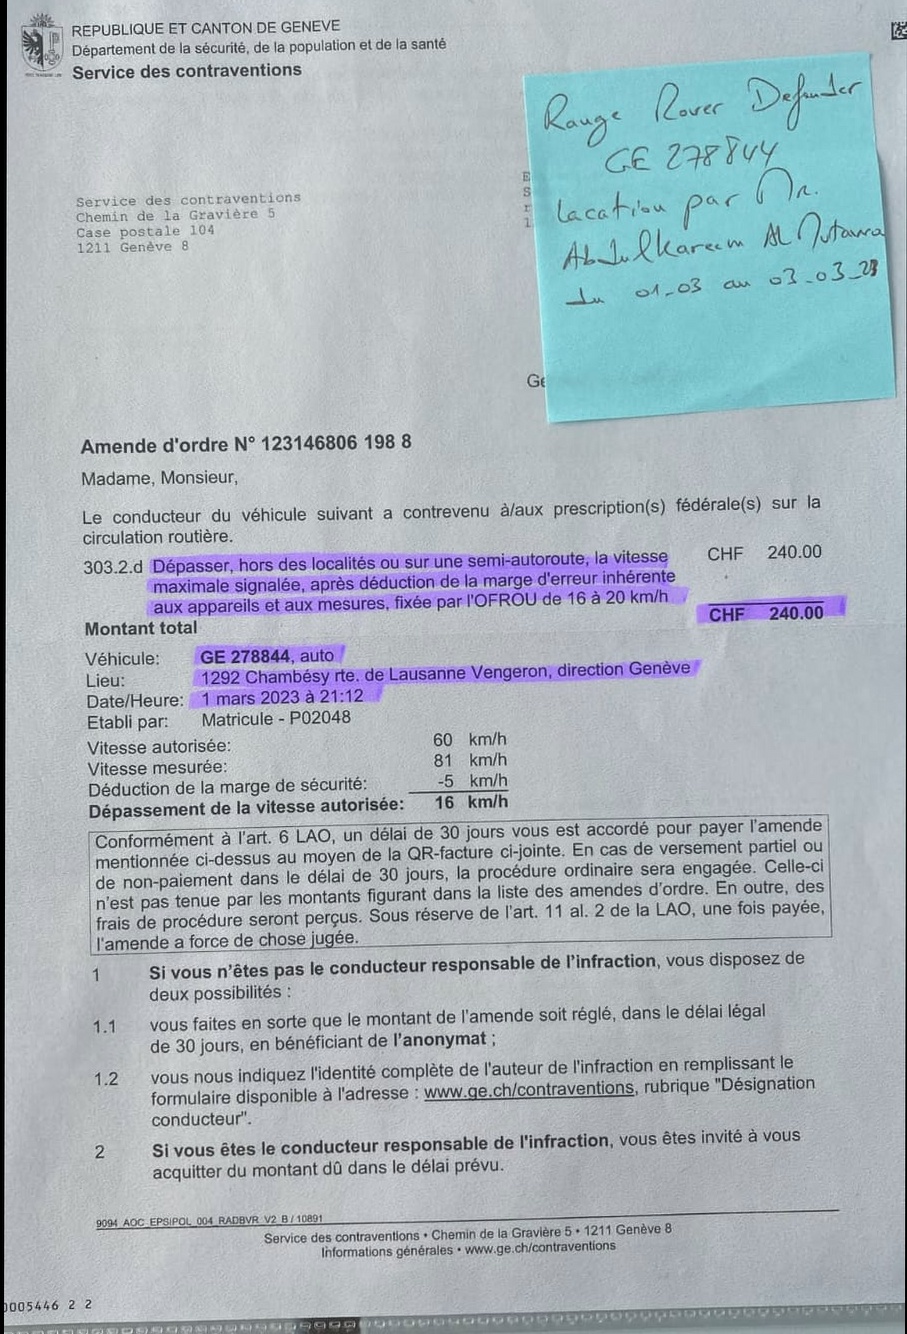 REPUBLIQUE ET CANTON DE GENEVE
Département de la sécurité, de la population et de la santé
Service des contraventions
Range Rover Defender
GE 278844
Location par Mr.
Abdulkareem Al Mutawa
du 01-03 au 03-03-23
Service des contraventions
Chemin de la Gravière 5
Case postale 104
1211 Genève 8
E
S
r
1
Ge
Amende d'ordre N° 123146806 198 8
Madame, Monsieur,
Le conducteur du véhicule suivant a contrevenu à/aux prescription(s) fédérale(s) sur la
circulation routière.
303.2.d Dépasser, hors des localités ou sur une semi-autoroute, la vitesse CHF 240.00
maximale signalée, après déduction de la marge d'erreur inhérente
aux appareils et aux mesures, fixée par l'OFROU de 16 à 20 km/h
Montant total CHF 240.00
Véhicule: GE 278844, auto
Lieu: 1292 Chambésy rte. de Lausanne Vengeron, direction Genève
Date/Heure: 1 mars 2023 à 21:12
Etabli par: Matricule - P02048
Vitesse autorisée: 60 km/h
Vitesse mesurée: 81 km/h
Déduction de la marge de sécurité: -5 km/h
Dépassement de la vitesse autorisée: 16 km/h
Conformément à l'art. 6 LAO, un délai de 30 jours vous est accordé pour payer l'amende
mentionnée ci-dessus au moyen de la QR-facture ci-jointe. En cas de versement partiel ou
de non-paiement dans le délai de 30 jours, la procédure ordinaire sera engagée. Celle-ci
n'est pas tenue par les montants figurant dans la liste des amendes d'ordre. En outre, des
frais de procédure seront perçus. Sous réserve de l'art. 11 al. 2 de la LAO, une fois payée,
l'amende a force de chose jugée.
1 Si vous n'êtes pas le conducteur responsable de l'infraction, vous disposez de
deux possibilités :
1.1 vous faites en sorte que le montant de l'amende soit réglé, dans le délai légal
de 30 jours, en bénéficiant de l'anonymat ;
1.2 vous nous indiquez l'identité complète de l'auteur de l'infraction en remplissant le
formulaire disponible à l'adresse : www.ge.ch/contraventions, rubrique "Désignation
conducteur".
2 Si vous êtes le conducteur responsable de l'infraction, vous êtes invité à vous
acquitter du montant dû dans le délai prévu.
9094_AOC_EPSIPOL_004_RADBVR_V2_B / 10891
Service des contraventions • Chemin de la Gravière 5 • 1211 Genève 8
Informations générales • www.ge.ch/contraventions
0005446 2 2